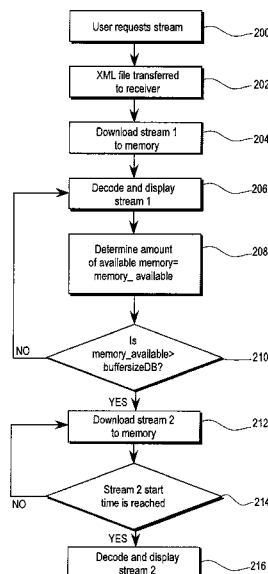 User requests stream
200
XML file transferred
to receiver
202
Download stream 1
to memory
204
Decode and display
stream 1
206
Determine amount
of available memory=
memory_ available
208
Is
memory_available>
buffersizeDB?
210
NO
YES
Download stream 2
to memory
212
Stream 2 start
time is reached
214
NO
YES
Decode and display
stream 2
216